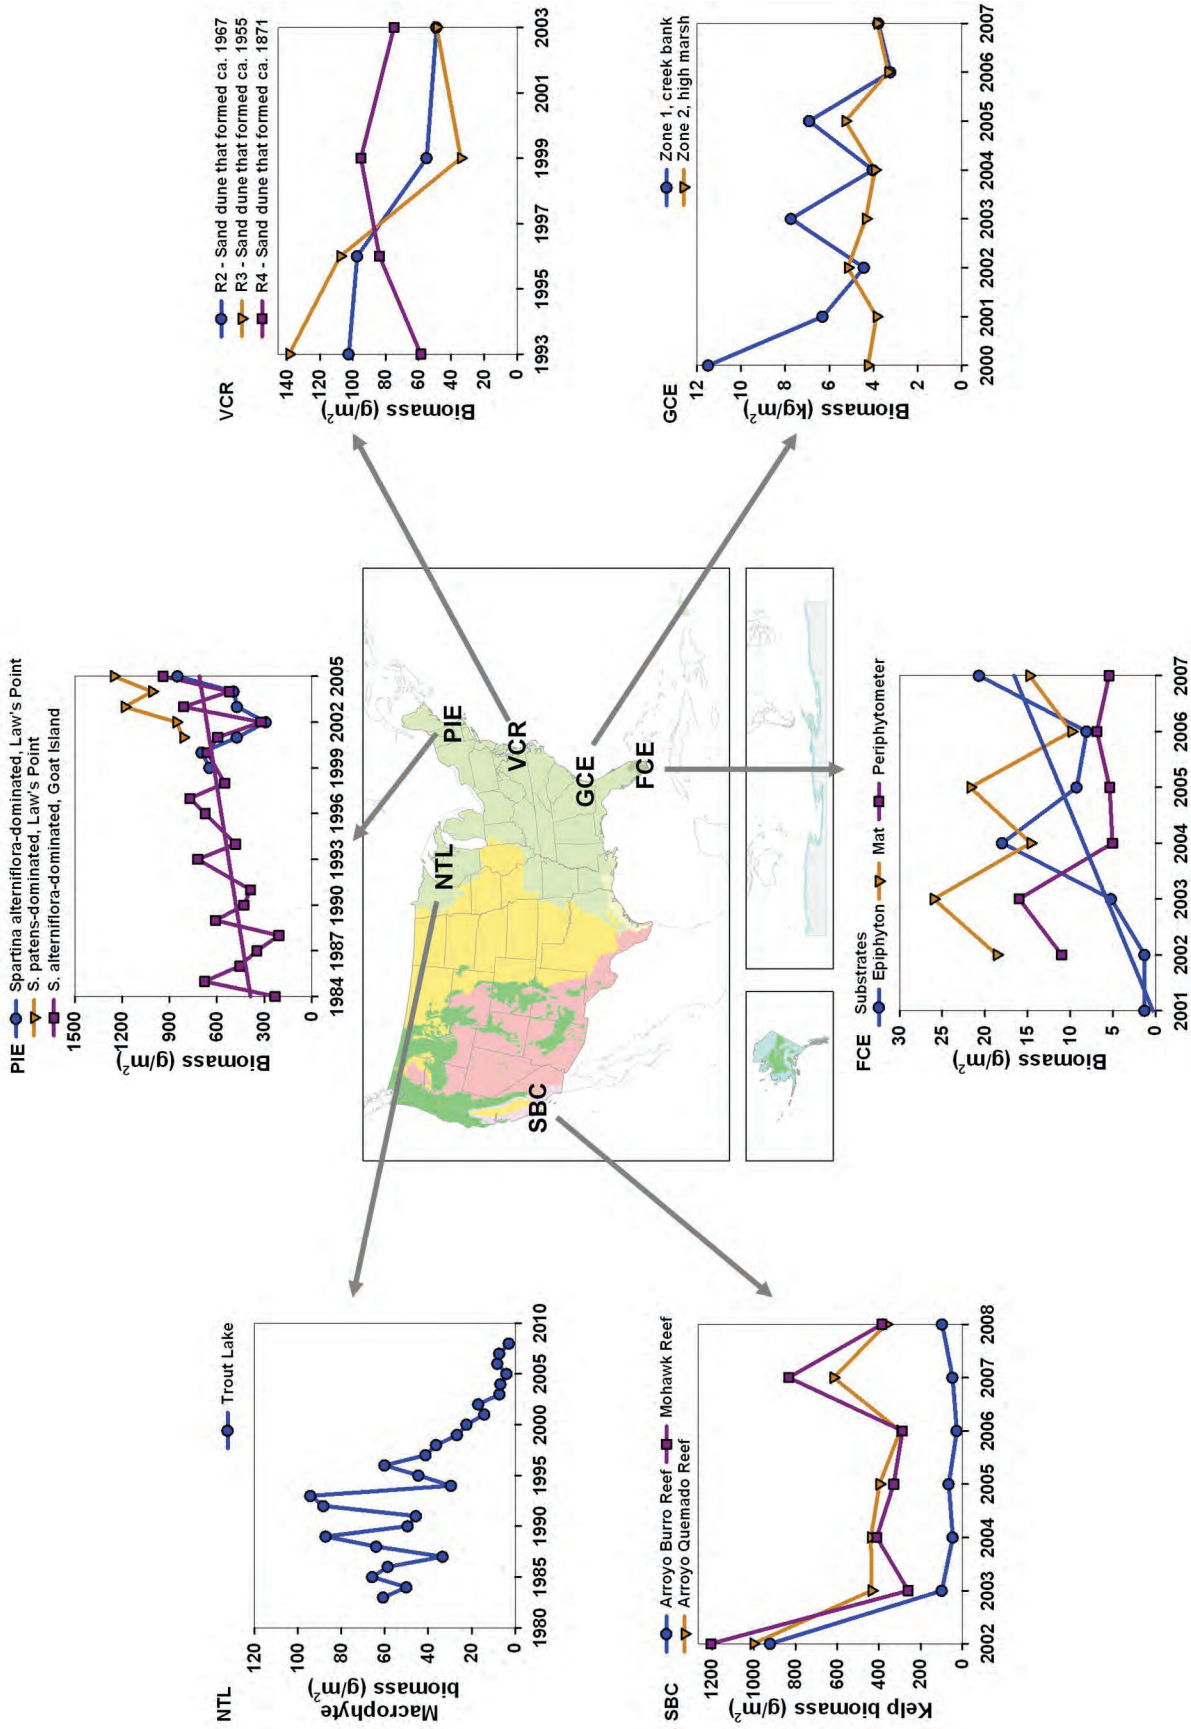 NTL
Trout Lake
120
100
80
60
40
20
0
Macrophyte
biomass (g/m²)
1980 1985 1990 1995 2000 2005 2010
PIE
Spartina alterniflora-dominated, Law's Point
S. patens-dominated, Law's Point
S. alterniflora-dominated, Goat Island
1500
1200
900
600
300
0
Biomass (g/m²)
1984 1987 1990 1993 1996 1999 2002 2005
VCR
R2 - Sand dune that formed ca. 1967
R3 - Sand dune that formed ca. 1955
R4 - Sand dune that formed ca. 1871
140
120
100
80
60
40
20
0
Biomass (g/m²)
1993 1995 1997 1999 2001 2003
NTL
PIE
VCR
SBC
GCE
FCE
SBC
Arroyo Burro Reef Mohawk Reef
Arroyo Quemado Reef
1200
1000
800
600
400
200
0
Kelp biomass (g/m²)
2002 2003 2004 2005 2006 2007 2008
FCE
Substrates
Epiphyton Mat Periphytometer
30
25
20
15
10
5
0
Biomass (g/m²)
2001 2002 2003 2004 2005 2006 2007
GCE
Zone 1, creek bank
Zone 2, high marsh
12
10
8
6
4
2
0
Biomass (kg/m²)
2000 2001 2002 2003 2004 2005 2006 2007